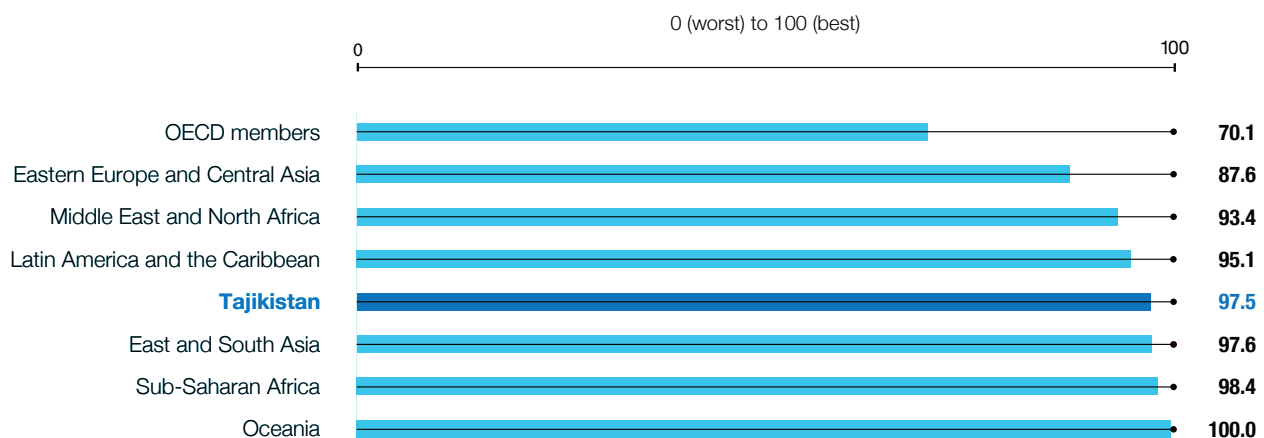 0 (worst) to 100 (best)
0 100
OECD members 70.1
Eastern Europe and Central Asia 87.6
Middle East and North Africa 93.4
Latin America and the Caribbean 95.1
Tajikistan 97.5
East and South Asia 97.6
Sub-Saharan Africa 98.4
Oceania 100.0